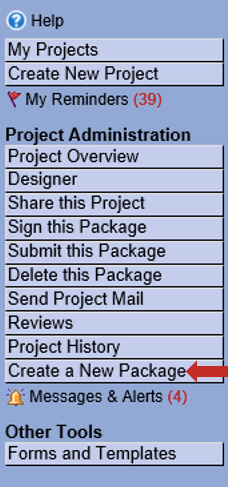 Help
My Projects
Create New Project
My Reminders (39)
Project Administration
Project Overview
Designer
Share this Project
Sign this Package
Submit this Package
Delete this Package
Send Project Mail
Reviews
Project History
Create a New Package
Messages & Alerts (4)
Other Tools
Forms and Templates